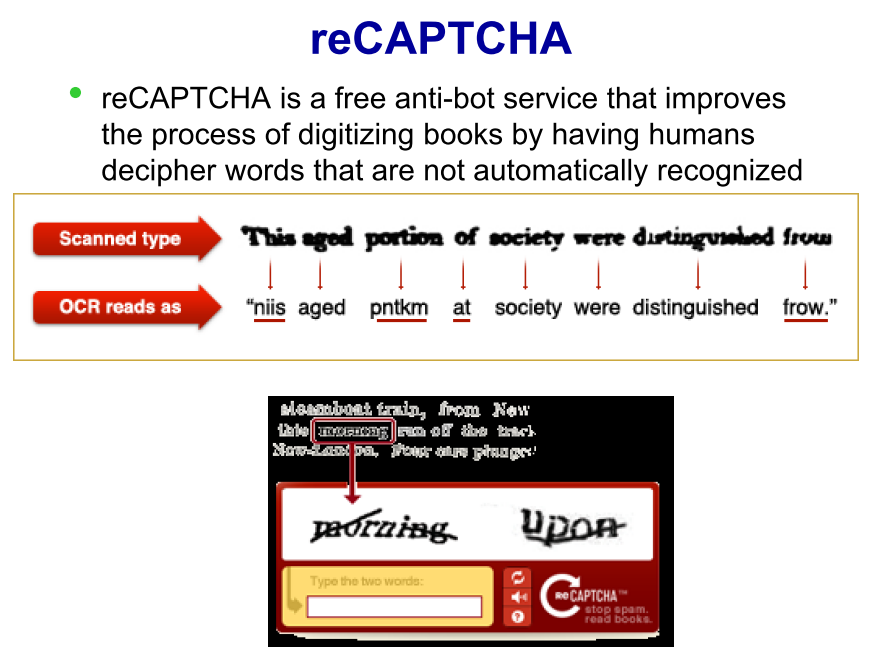 reCAPTCHA
• reCAPTCHA is a free anti-bot service that improves
the process of digitizing books by having humans
decipher words that are not automatically recognized
Scanned type
This aged portion of society were distinguished from
OCR reads as
“niis aged pntkm at society were distinguished frow.”
steamboat train, from New
this morning run off the track
New-London. Four cars plunged
morning upon
Type the two words:
reCAPTCHA™
stop spam.
read books.